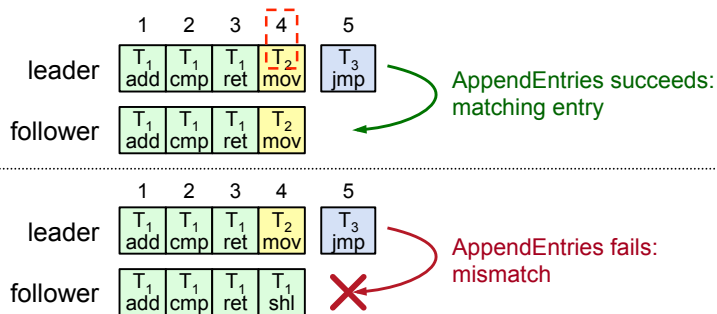 1 2 3 4 5
leader T₁ add T₁ cmp T₁ ret T₂ mov T₃ jmp
AppendEntries succeeds:
matching entry
follower T₁ add T₁ cmp T₁ ret T₂ mov
1 2 3 4 5
leader T₁ add T₁ cmp T₁ ret T₂ mov T₃ jmp
AppendEntries fails:
mismatch
follower T₁ add T₁ cmp T₁ ret T₁ shl